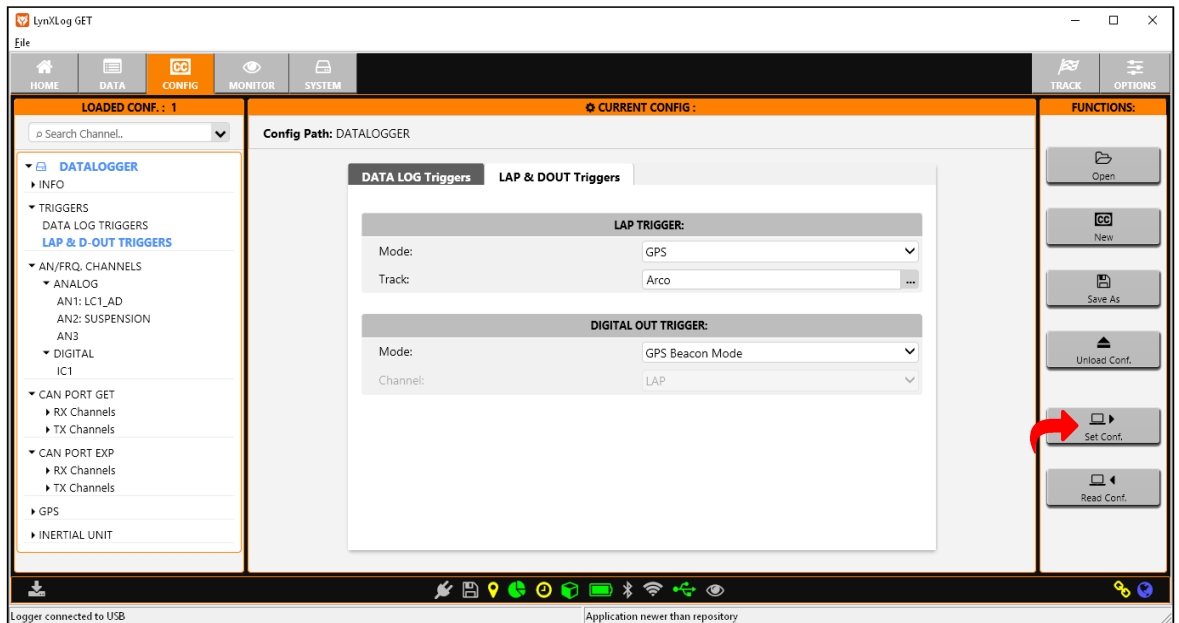 LynXLog GET
File
HOME DATA CONFIG MONITOR SYSTEM TRACK OPTIONS
LOADED CONF. : 1
CURRENT CONFIG :
FUNCTIONS:
Search Channel..
Config Path: DATALOGGER
DATALOGGER
INFO
TRIGGERS
DATA LOG TRIGGERS
LAP & D-OUT TRIGGERS
AN/FRQ. CHANNELS
ANALOG
AN1: LC1_AD
AN2: SUSPENSION
AN3
DIGITAL
IC1
CAN PORT GET
RX Channels
TX Channels
CAN PORT EXP
RX Channels
TX Channels
GPS
INERTIAL UNIT
DATA LOG Triggers LAP & DOUT Triggers
LAP TRIGGER:
Mode: GPS
Track: Arco ...
DIGITAL OUT TRIGGER:
Mode: GPS Beacon Mode
Channel: LAP
Open
CC
New
Save As
Unload Conf.
Set Conf.
Read Conf.
Logger connected to USB
Application newer than repository